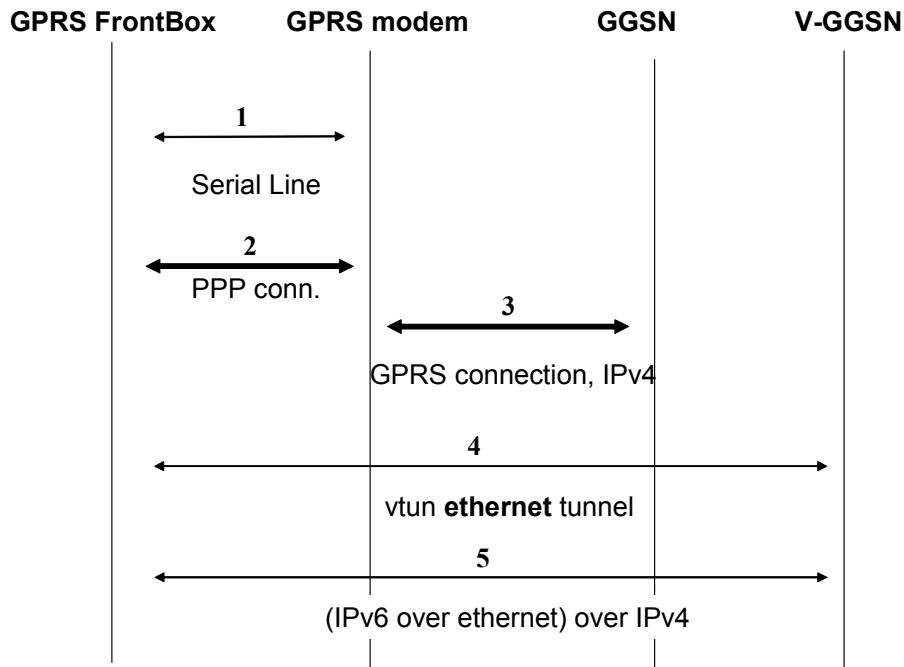 GPRS FrontBox GPRS modem GGSN V-GGSN
1
Serial Line
2
PPP conn.
3
GPRS connection, IPv4
4
vtun ethernet tunnel
5
(IPv6 over ethernet) over IPv4